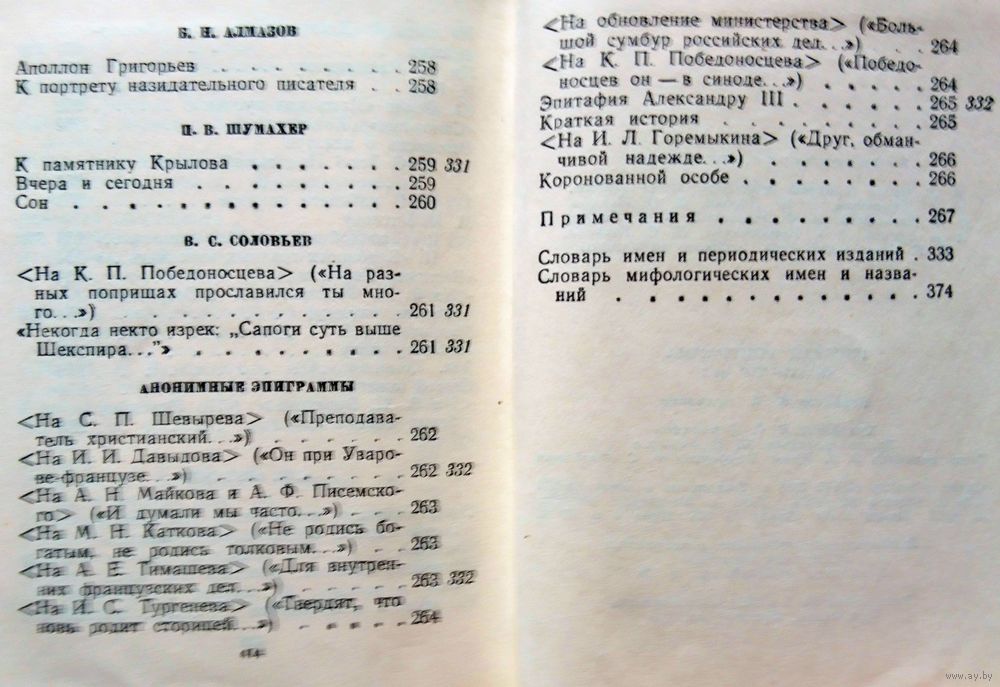 Б. Н. АЛМАЗОВ
Аполлон Григорьев . . . . . . . . 258
К портрету назидательного писателя . . 258
П. В. ШУМАХЕР
К памятнику Крылова . . . . . . . 259 331
Вчера и сегодня . . . . . . . . . 259
Сон . . . . . . . . . . . . . . 260
В. С. СОЛОВЬЕВ
<На К. П. Победоносцева> («На раз-
ных поприщах прославился ты мно-
го. . .») . . . . . . . . . . . 261 331
«Некогда некто изрек: „Сапоги суть выше
Шекспира. . ."» . . . . . . . . 261 331
АНОНИМНЫЕ ЭПИГРАММЫ
<На С. П. Шевырева> («Преподава-
тель христианский. . .») . . . . . 262
<На И. И. Давыдова> («Он при Уваро-
ве-французе. . .») . . . . . . . 262 332
<На А. Н. Майкова и А. Ф. Писемско-
го> («И думали мы часто. . .») . . . 263
<На М. Н. Каткова> («Не родись бо-
гатым, не родись толковым. . .») . . 263
<На А. Е. Тимашева> («Для внутрен-
них французских дел. . .») . . . . 263 332
<На И. С. Тургенева> («Твердят, что
новь родит сторицей. . .») . . . . 264
414
<На обновление министерства> («Боль-
шой сумбур российских дел. . .») . . 264
<На К. П. Победоносцева> («Победо-
носцев он — в синоде. . .») . . . . 264
Эпитафия Александру III . . . . . . 265 332
Краткая история . . . . . . . . . 265
<На И. Л. Горемыкина> («Друг, обман-
чивой надежде. . .») . . . . . . 266
Коронованной особе . . . . . . . . 266
Примечания . . . . . . . . . 267
Словарь имен и периодических изданий . 333
Словарь мифологических имен и назва-
ний . . . . . . . . . . . . 374
www.ay.by